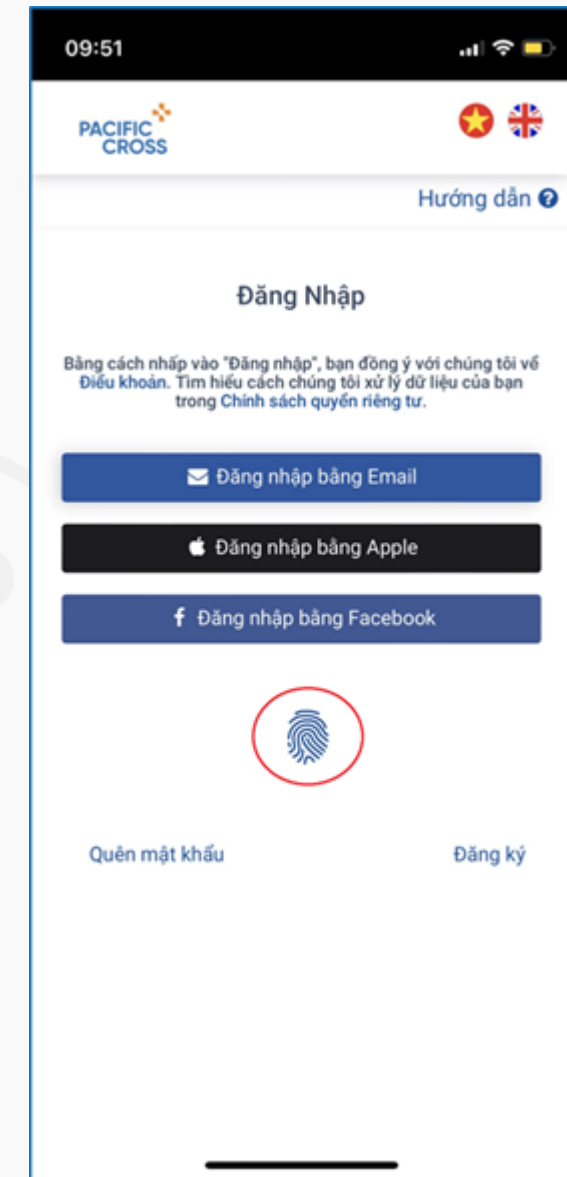 09:51
PACIFIC
CROSS
Hướng dẫn
Đăng Nhập
Bằng cách nhấp vào "Đăng nhập", bạn đồng ý với chúng tôi về
Điều khoản. Tìm hiểu cách chúng tôi xử lý dữ liệu của bạn
trong Chính sách quyền riêng tư.
Đăng nhập bằng Email
Đăng nhập bằng Apple
Đăng nhập bằng Facebook
Quên mật khẩu
Đăng ký